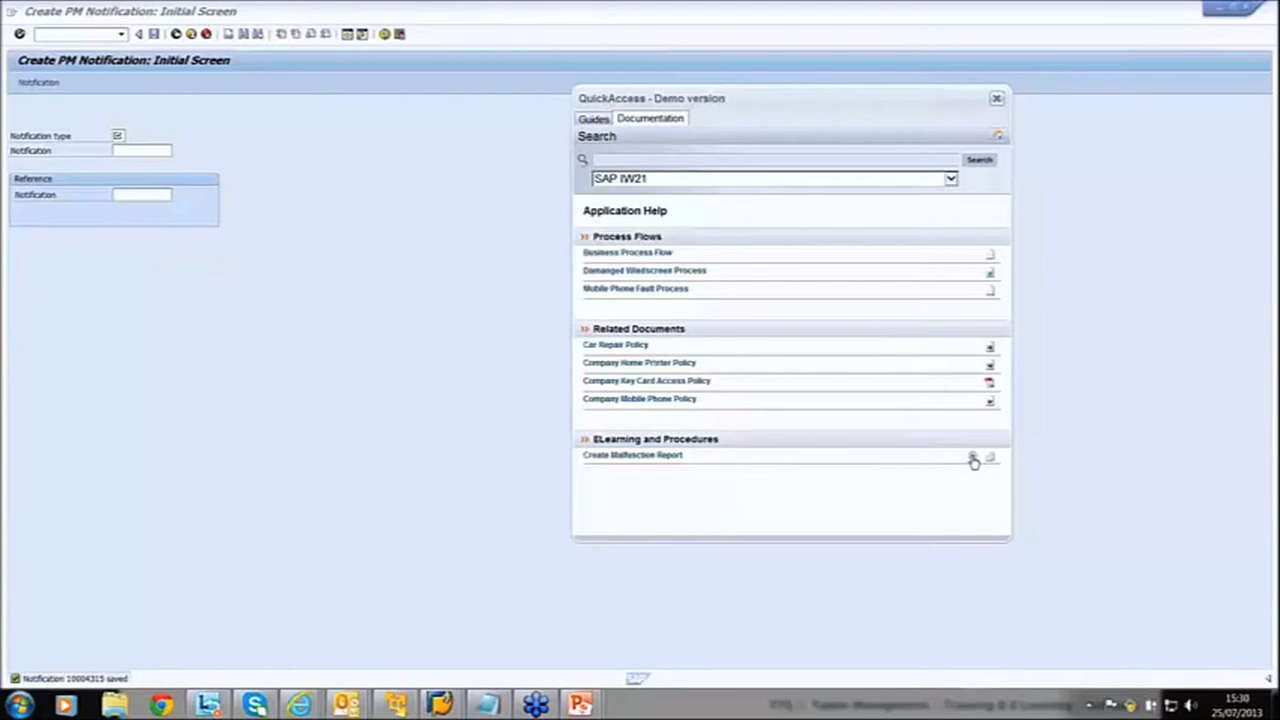 Create PM Notification: Initial Screen
Create PM Notification: Initial Screen
Notification
Notification type
Notification
Reference
Notification
QuickAccess - Demo version
Guides
Documentation
Search
Search
SAP IW21
Application Help
Process Flows
Business Process Flow
Damanged Windscreen Process
Mobile Phone Fault Process
Related Documents
Car Repair Policy
Company Home Printer Policy
Company Key Card Access Policy
Company Mobile Phone Policy
ELearning and Procedures
Create Malfunction Report
Notification 10004315 saved
SAP
15:30
25/07/2013